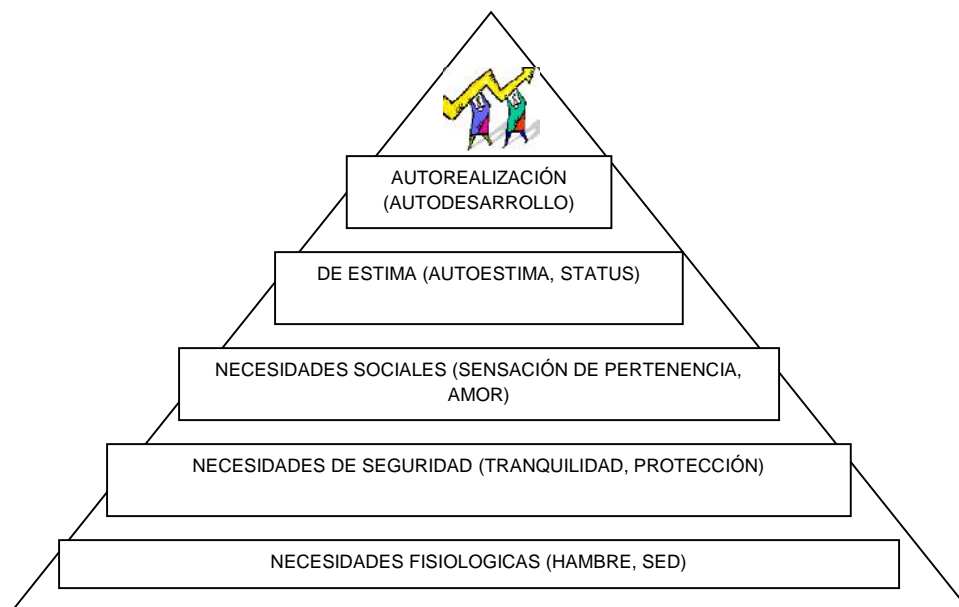 AUTOREALIZACIÓN
(AUTODESARROLLO)
DE ESTIMA (AUTOESTIMA, STATUS)
NECESIDADES SOCIALES (SENSACIÓN DE PERTENENCIA,
AMOR)
NECESIDADES DE SEGURIDAD (TRANQUILIDAD, PROTECCIÓN)
NECESIDADES FISIOLOGICAS (HAMBRE, SED)